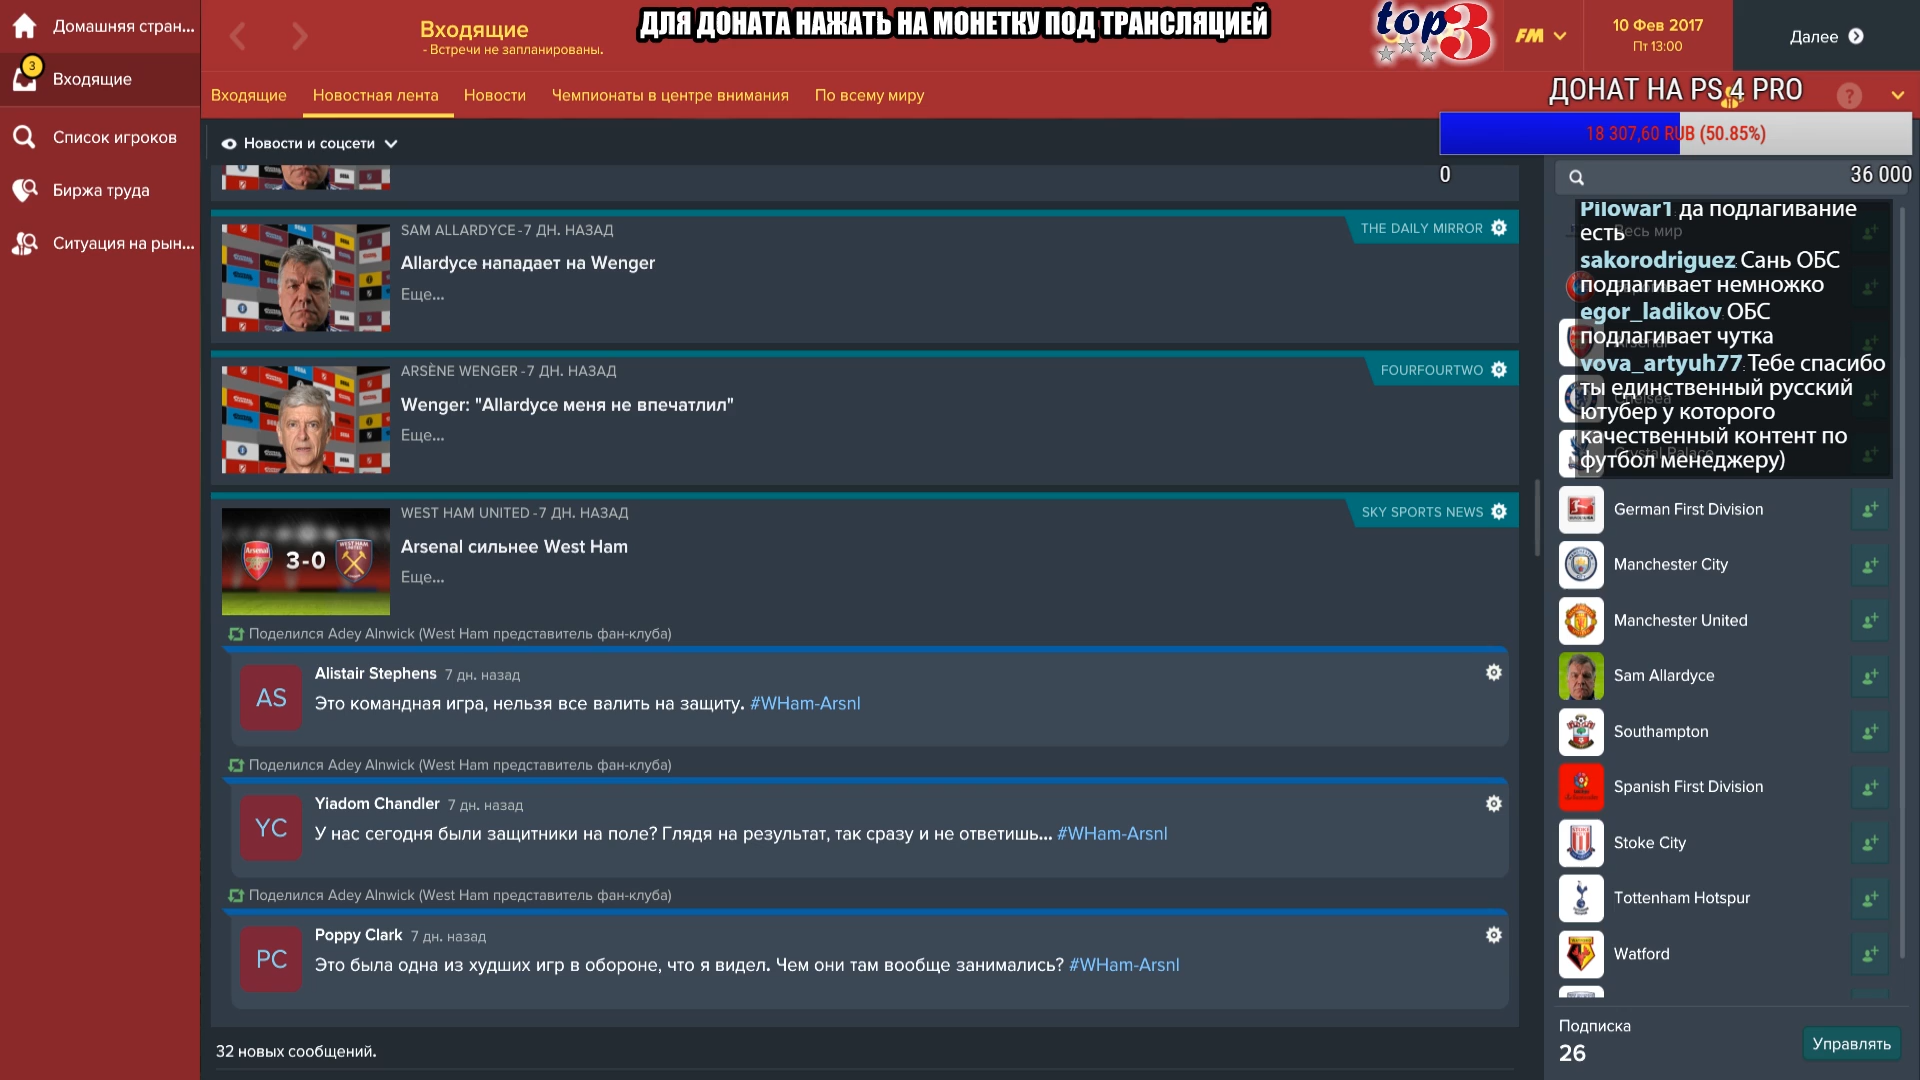 Домашняя стран...
3
Входящие
Список игроков
Биржа труда
Ситуация на рын...
Входящие
- Встречи не запланированы.
ДЛЯ ДОНАТА НАЖАТЬ НА МОНЕТКУ ПОД ТРАНСЛЯЦИЕЙ
top 3
FM
10 Фев 2017
Пт 13:00
Далее
Входящие
Новостная лента
Новости
Чемпионаты в центре внимания
По всему миру
ДОНАТ НА PS 4 PRO
?
18 307,60 RUB (50.85%)
0
36 000
Новости и соцсети
SAM ALLARDYCE - 7 ДН. НАЗАД
THE DAILY MIRROR
Allardyce нападает на Wenger
Еще...
ARSÈNE WENGER - 7 ДН. НАЗАД
FOURFOURTWO
Wenger: "Allardyce меня не впечатлил"
Еще...
WEST HAM UNITED - 7 ДН. НАЗАД
SKY SPORTS NEWS
Arsenal
3-0
Arsenal сильнее West Ham
Еще...
Поделился Adey Alnwick (West Ham представитель фан-клуба)
AS
Alistair Stephens 7 дн. назад
Это командная игра, нельзя все валить на защиту. #WHam-Arsnl
Поделился Adey Alnwick (West Ham представитель фан-клуба)
YC
Yiadom Chandler 7 дн. назад
У нас сегодня были защитники на поле? Глядя на результат, так сразу и не ответишь... #WHam-Arsnl
Поделился Adey Alnwick (West Ham представитель фан-клуба)
PC
Poppy Clark 7 дн. назад
Это была одна из худших игр в обороне, что я видел. Чем они там вообще занимались? #WHam-Arsnl
32 новых сообщений.
Pilowar1: да подлагивание
есть
Весь мир
sakorodriguez: Сань ОБС
подлагивает немножко
egor_ladikov: ОБС
подлагивает чутка
Arsenal
vova_artyuh77: Тебе спасибо
ты единственный русский
Chelsea
ютубер у которого
качественный контент по
Crystal Palace
футбол менеджеру)
German First Division
Manchester City
Manchester United
Sam Allardyce
Southampton
Spanish First Division
Stoke City
Tottenham Hotspur
Watford
Подписка
26
Управлять